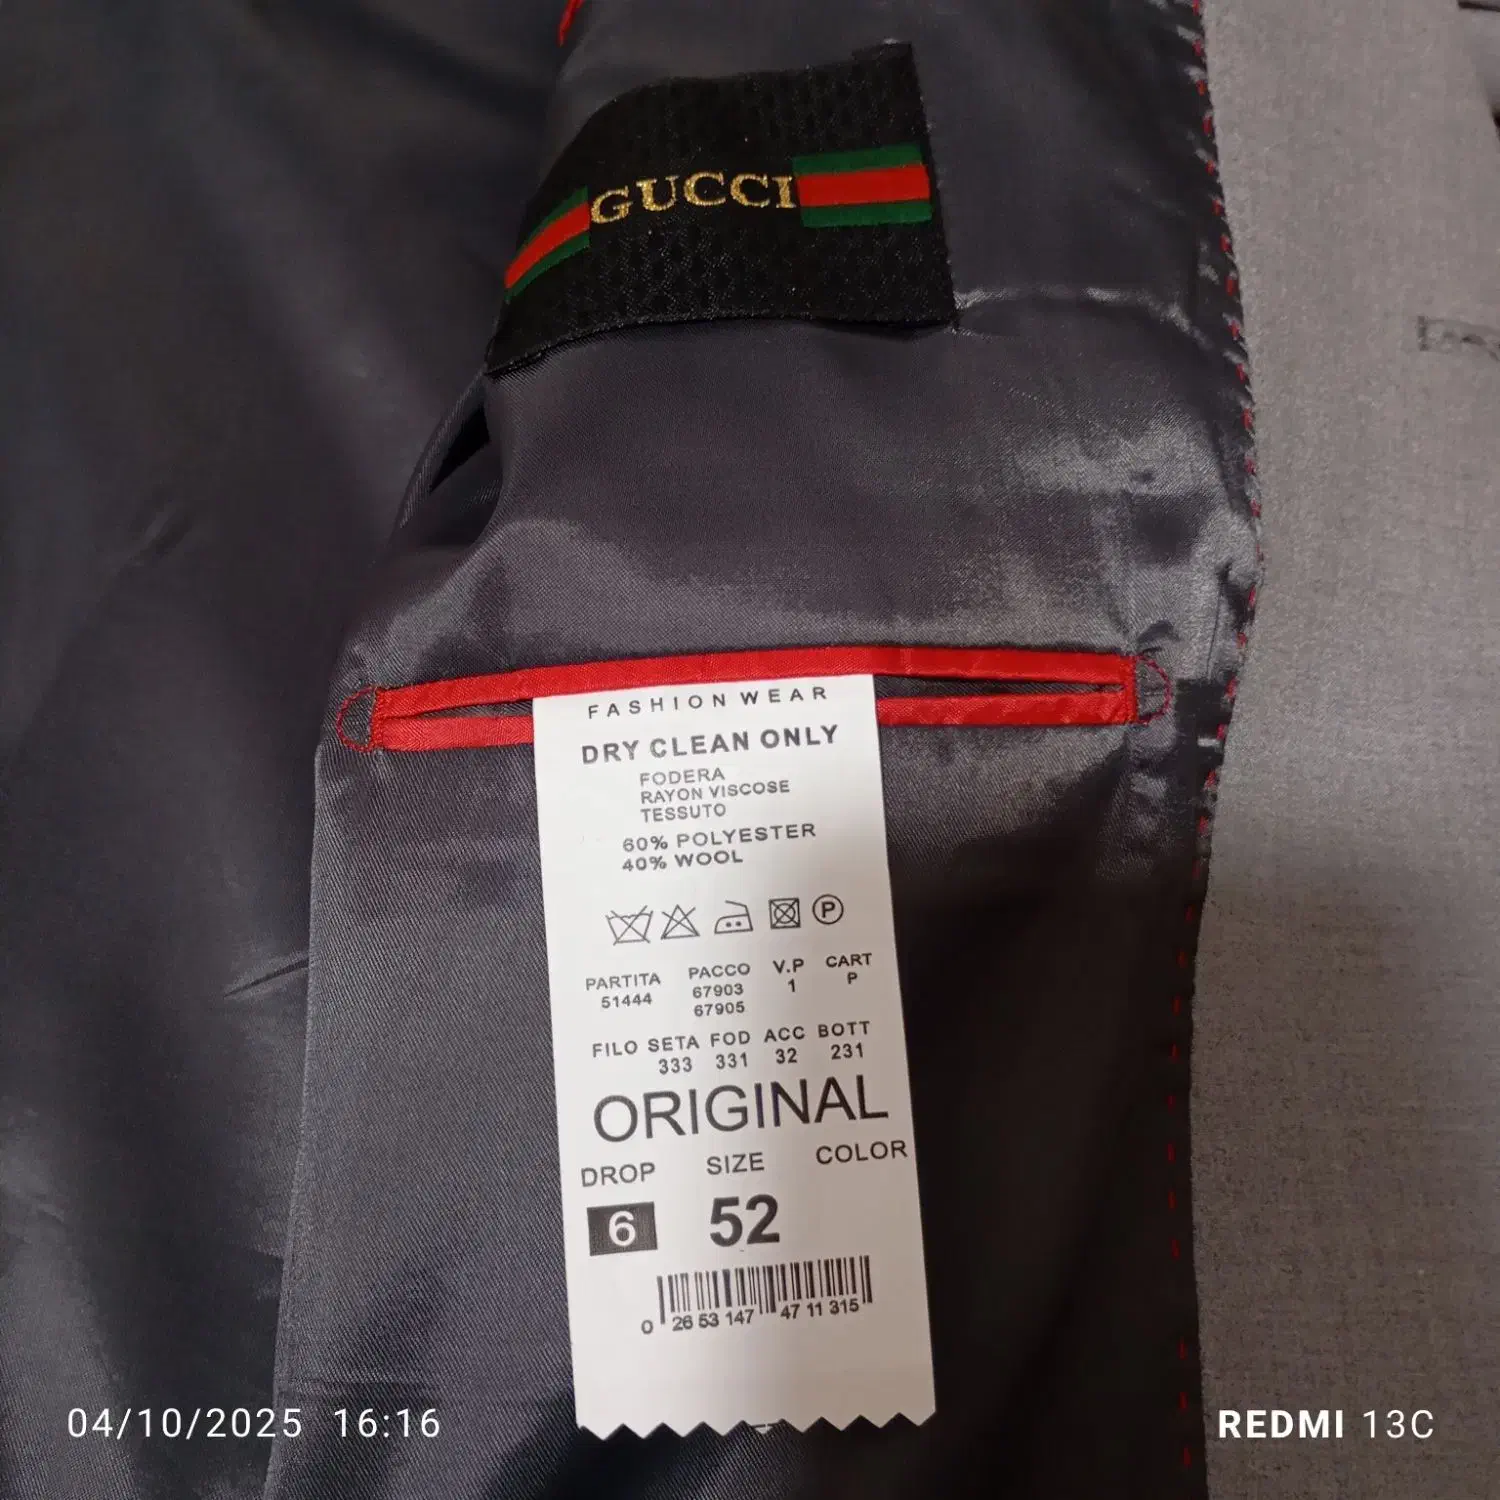 GUCCI
FASHION WEAR
DRY CLEAN ONLY
FODERA
RAYON VISCOSE
TESSUTO
60% POLYESTER
40% WOOL
P
PARTITA PACCO V.P CART
51444 67903 1 P
67905
FILO SETA FOD ACC BOTT
333 331 32 231
ORIGINAL
DROP SIZE COLOR
6 52
0 26 53 147 47 11 315
04/10/2025 16:16
REDMI 13C